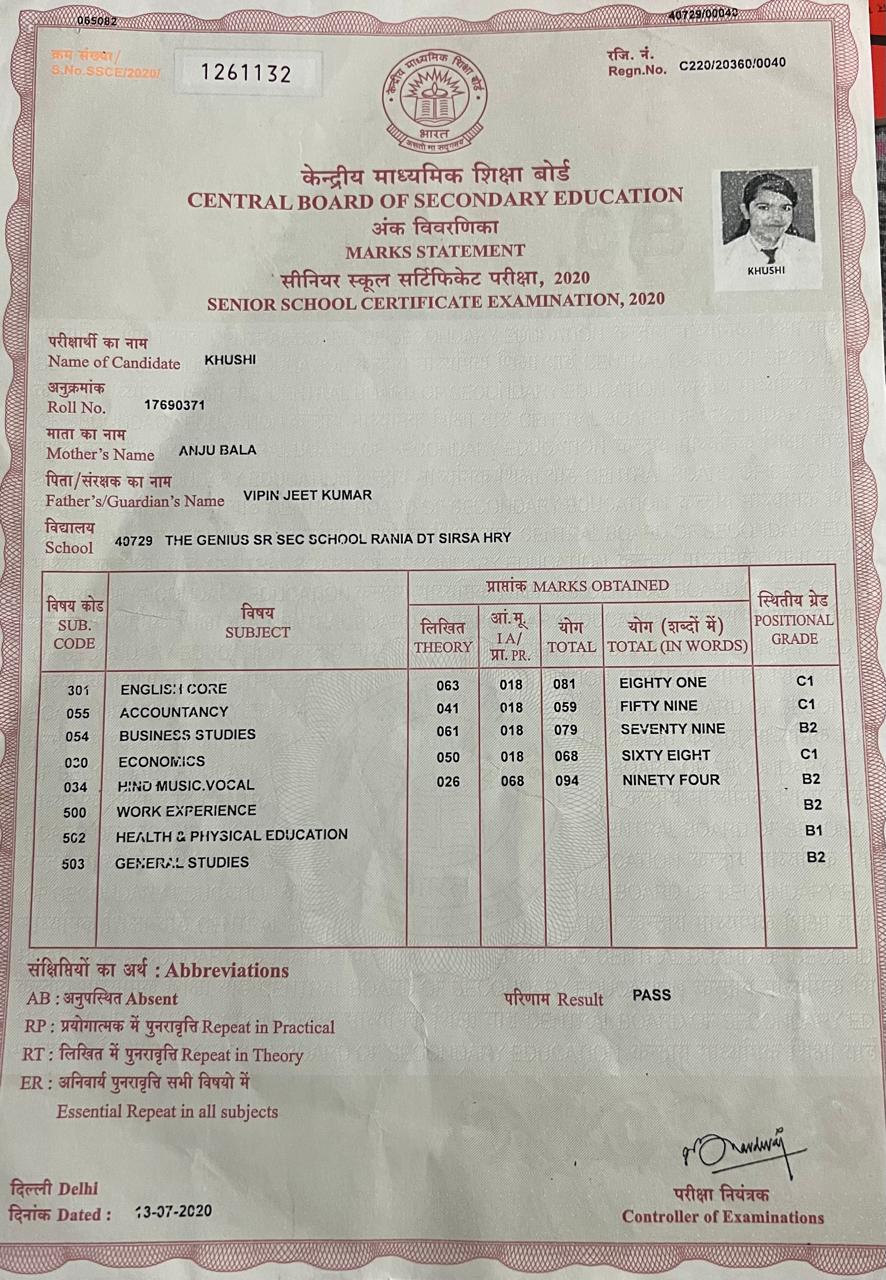 065082
40729/00040
क्रम संख्या/
S.No.SSCE/2020/
1261132
रजि. नं.
Regn.No. C220/20360/0040
केन्द्रीय माध्यमिक शिक्षा बोर्ड
भारत
असतो मा सद्गमय
केन्द्रीय माध्यमिक शिक्षा बोर्ड
CENTRAL BOARD OF SECONDARY EDUCATION
अंक विवरणिका
MARKS STATEMENT
सीनियर स्कूल सर्टिफिकेट परीक्षा, 2020
SENIOR SCHOOL CERTIFICATE EXAMINATION, 2020
KHUSHI
परीक्षार्थी का नाम
Name of Candidate KHUSHI
अनुक्रमांक
Roll No. 17690371
माता का नाम
Mother's Name ANJU BALA
पिता/संरक्षक का नाम
Father's/Guardian's Name VIPIN JEET KUMAR
विद्यालय
School 40729 THE GENIUS SR SEC SCHOOL RANIA DT SIRSA HRY
विषय कोड
SUB.
CODE
विषय
SUBJECT
प्राप्तांक MARKS OBTAINED
लिखित
THEORY
आं.मू.
I A/
प्रा. PR.
योग
TOTAL
योग (शब्दों में)
TOTAL (IN WORDS)
स्थितीय ग्रेड
POSITIONAL
GRADE
301 ENGLISH CORE 063 018 081 EIGHTY ONE C1
055 ACCOUNTANCY 041 018 059 FIFTY NINE C1
054 BUSINESS STUDIES 061 018 079 SEVENTY NINE B2
030 ECONOMICS 050 018 068 SIXTY EIGHT C1
034 HIND MUSIC.VOCAL 026 068 094 NINETY FOUR B2
500 WORK EXPERIENCE B2
502 HEALTH & PHYSICAL EDUCATION B1
503 GENERAL STUDIES B2
संक्षिप्तियों का अर्थ : Abbreviations
AB : अनुपस्थित Absent
परिणाम Result PASS
RP : प्रयोगात्मक में पुनरावृत्ति Repeat in Practical
RT : लिखित में पुनरावृत्ति Repeat in Theory
ER : अनिवार्य पुनरावृत्ति सभी विषयो में
Essential Repeat in all subjects
दिल्ली Delhi
दिनांक Dated : 13-07-2020
परीक्षा नियंत्रक
Controller of Examinations